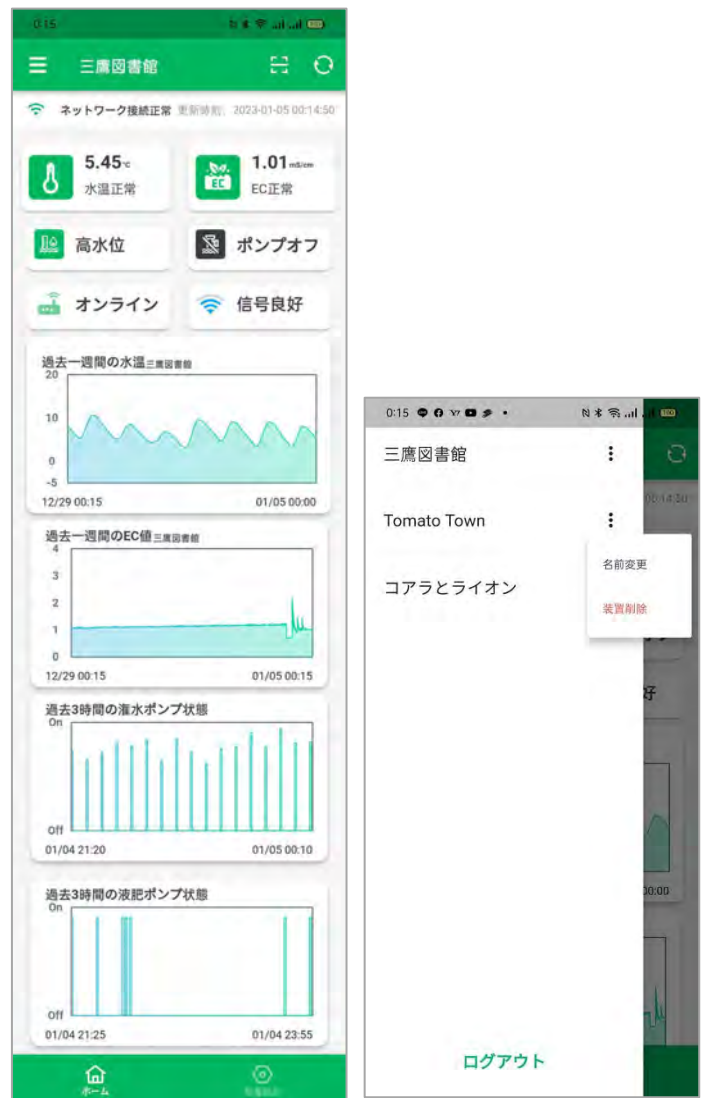 0:15
三鷹図書館
ネットワーク接続正常 更新時刻: 2023-01-05 00:14:50
5.45℃
水温正常
1.01 mS/cm
EC
EC正常
高水位
ポンプオフ
オンライン
信号良好
過去一週間の水温 三鷹図書館
20
10
0
-5
12/29 00:15 01/05 00:00
過去一週間のEC値 三鷹図書館
4
3
2
1
0
12/29 00:15 01/05 00:15
過去3時間の潅水ポンプ状態
On
Off
01/04 21:20 01/05 00:10
過去3時間の液肥ポンプ状態
On
Off
01/04 21:25 01/04 23:55
ホーム
0:15
100
三鷹図書館
00:14:50
Tomato Town
名前変更
コアラとライオン
装置削除
好
00:00
ログアウト